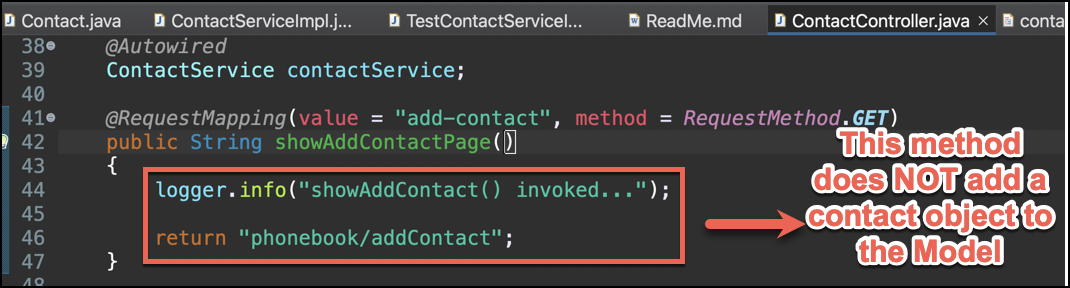 Contact.java ContactServiceImpl.j... TestContactServiceI... ReadMe.md ContactController.java × conta
38 @Autowired
39 ContactService contactService;
40
41 @RequestMapping(value = "add-contact", method = RequestMethod.GET)
42 public String showAddContactPage()
43 {
44 logger.info("showAddContact() invoked...");
45
46 return "phonebook/addContact";
47 }
48
This method
does NOT add a
contact object to
the Model